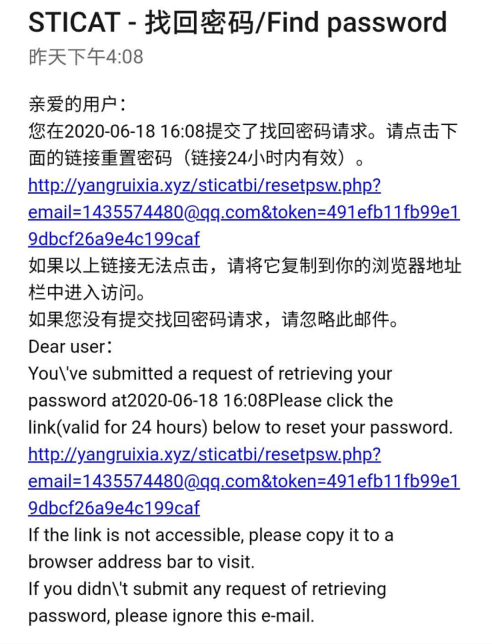 STICAT - 找回密码/Find password
昨天下午4:08
亲爱的用户：
您在2020-06-18 16:08提交了找回密码请求。请点击下
面的链接重置密码（链接24小时内有效）。
http://yangruixia.xyz/sticatbi/resetpsw.php?
email=1435574480@qq.com&token=491efb11fb99e1
9dbcf26a9e4c199caf
如果以上链接无法点击，请将它复制到你的浏览器地址
栏中进入访问。
如果您没有提交找回密码请求，请忽略此邮件。
Dear user：
You\'ve submitted a request of retrieving your
password at2020-06-18 16:08Please click the
link(valid for 24 hours) below to reset your password.
http://yangruixia.xyz/sticatbi/resetpsw.php?
email=1435574480@qq.com&token=491efb11fb99e1
9dbcf26a9e4c199caf
If the link is not accessible, please copy it to a
browser address bar to visit.
If you didn\'t submit any request of retrieving
password, please ignore this e-mail.